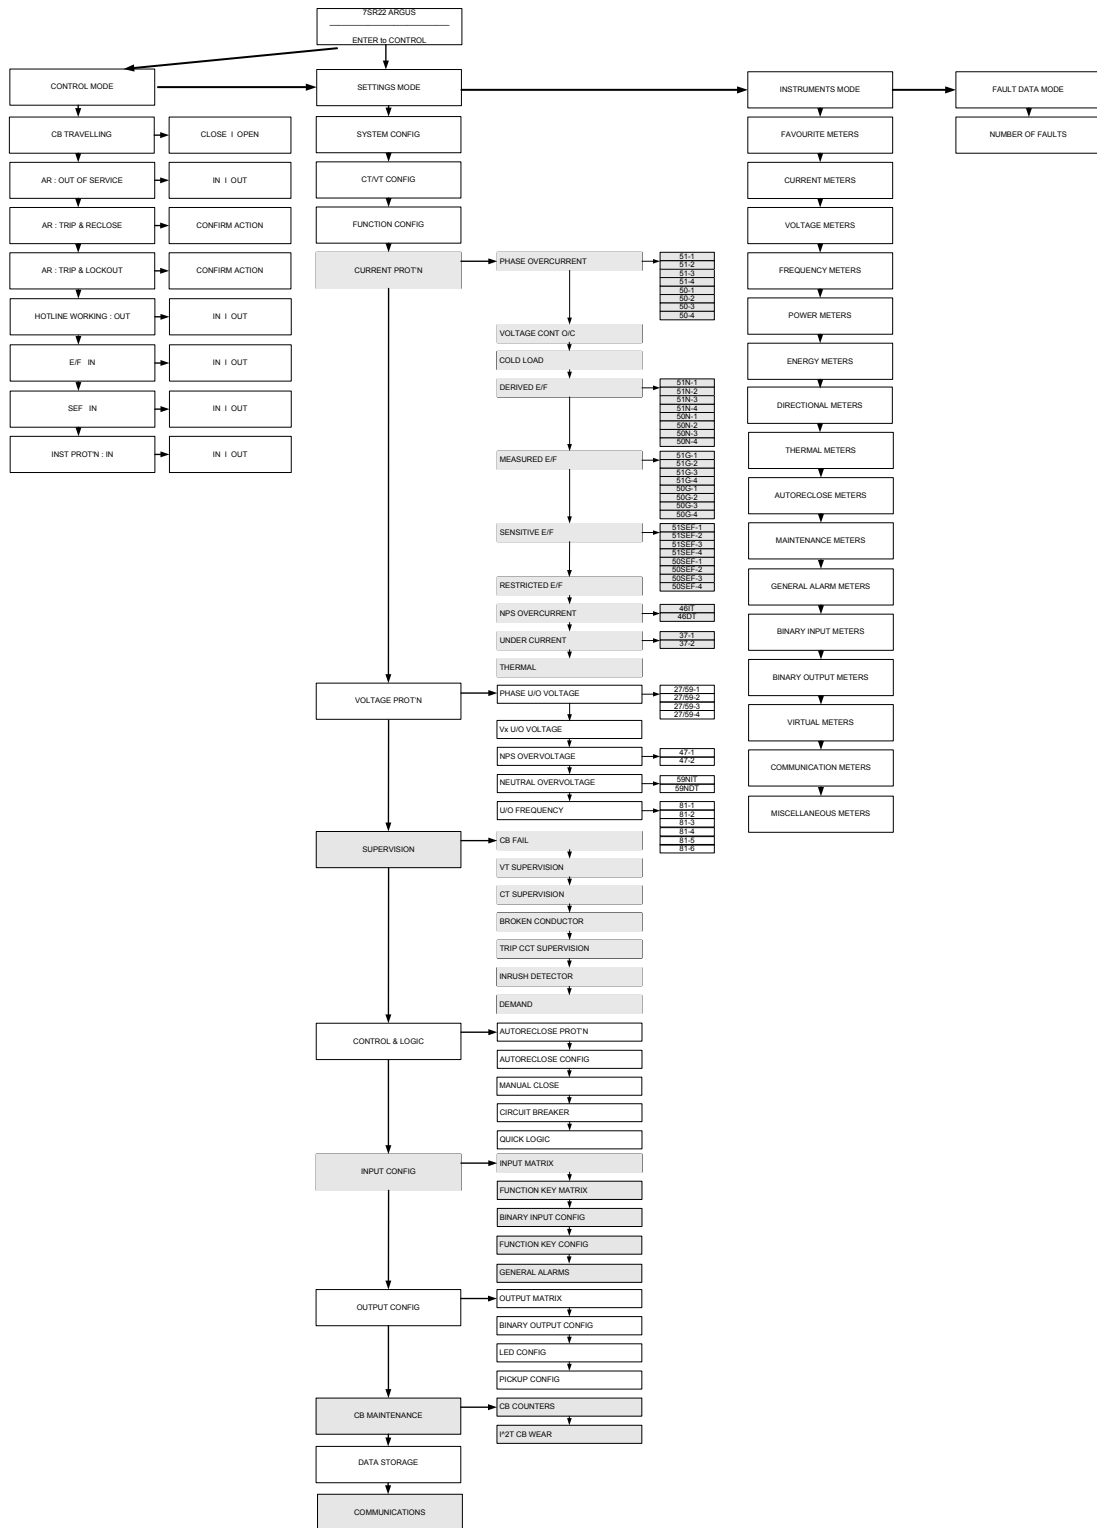 7SR22 ARGUS
ENTER to CONTROL
CONTROL MODE
CB TRAVELLING
CLOSE I OPEN
AR : OUT OF SERVICE
IN I OUT
AR : TRIP & RECLOSE
CONFIRM ACTION
AR : TRIP & LOCKOUT
CONFIRM ACTION
HOTLINE WORKING : OUT
IN I OUT
E/F IN
IN I OUT
SEF IN
IN I OUT
INST PROT'N : IN
IN I OUT
SETTINGS MODE
SYSTEM CONFIG
CT/VT CONFIG
FUNCTION CONFIG
CURRENT PROT'N
PHASE OVERCURRENT
51-1
51-2
51-3
51-4
50-1
50-2
50-3
50-4
VOLTAGE CONT O/C
COLD LOAD
DERIVED E/F
51N-1
51N-2
51N-3
51N-4
50N-1
50N-2
50N-3
50N-4
MEASURED E/F
51G-1
51G-2
51G-3
51G-4
50G-1
50G-2
50G-3
50G-4
SENSITIVE E/F
51SEF-1
51SEF-2
51SEF-3
51SEF-4
50SEF-1
50SEF-2
50SEF-3
50SEF-4
RESTRICTED E/F
NPS OVERCURRENT
46IT
46DT
UNDER CURRENT
37-1
37-2
THERMAL
VOLTAGE PROT'N
PHASE U/O VOLTAGE
27/59-1
27/59-2
27/59-3
27/59-4
Vx U/O VOLTAGE
NPS OVERVOLTAGE
47-1
47-2
NEUTRAL OVERVOLTAGE
59NIT
59NDT
U/O FREQUENCY
81-1
81-2
81-3
81-4
81-5
81-6
SUPERVISION
CB FAIL
VT SUPERVISION
CT SUPERVISION
BROKEN CONDUCTOR
TRIP CCT SUPERVISION
INRUSH DETECTOR
DEMAND
CONTROL & LOGIC
AUTORECLOSE PROT'N
AUTORECLOSE CONFIG
MANUAL CLOSE
CIRCUIT BREAKER
QUICK LOGIC
INPUT CONFIG
INPUT MATRIX
FUNCTION KEY MATRIX
BINARY INPUT CONFIG
FUNCTION KEY CONFIG
GENERAL ALARMS
OUTPUT CONFIG
OUTPUT MATRIX
BINARY OUTPUT CONFIG
LED CONFIG
PICKUP CONFIG
CB MAINTENANCE
CB COUNTERS
I^2T CB WEAR
DATA STORAGE
COMMUNICATIONS
INSTRUMENTS MODE
FAVOURITE METERS
CURRENT METERS
VOLTAGE METERS
FREQUENCY METERS
POWER METERS
ENERGY METERS
DIRECTIONAL METERS
THERMAL METERS
AUTORECLOSE METERS
MAINTENANCE METERS
GENERAL ALARM METERS
BINARY INPUT METERS
BINARY OUTPUT METERS
VIRTUAL METERS
COMMUNICATION METERS
MISCELLANEOUS METERS
FAULT DATA MODE
NUMBER OF FAULTS